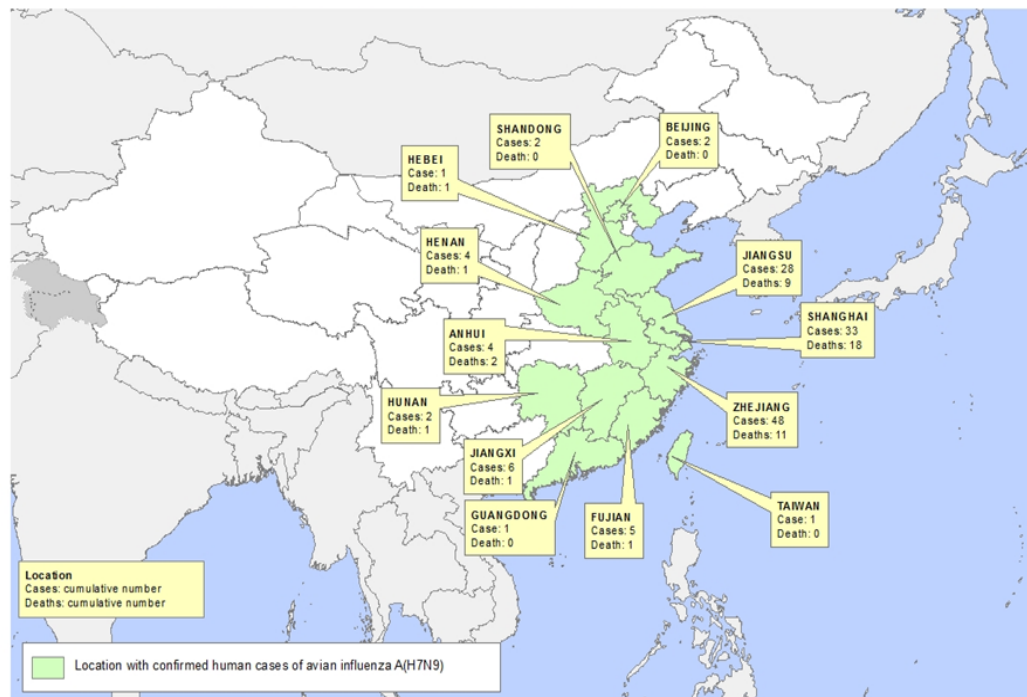 SHANDONG
Cases: 2
Death: 0
BEIJING
Cases: 2
Death: 0
HEBEI
Case: 1
Death: 1
HENAN
Cases: 4
Death: 1
JIANGSU
Cases: 28
Deaths: 9
SHANGHAI
Cases: 33
Deaths: 18
ANHUI
Cases: 4
Deaths: 2
HUNAN
Cases: 2
Death: 1
ZHEJIANG
Cases: 48
Deaths: 11
JIANGXI
Cases: 6
Death: 1
GUANGDONG
Case: 1
Death: 0
FUJIAN
Cases: 5
Death: 1
TAIWAN
Case: 1
Death: 0
Location
Cases: cumulative number
Deaths: cumulative number
Location with confirmed human cases of avian influenza A(H7N9)